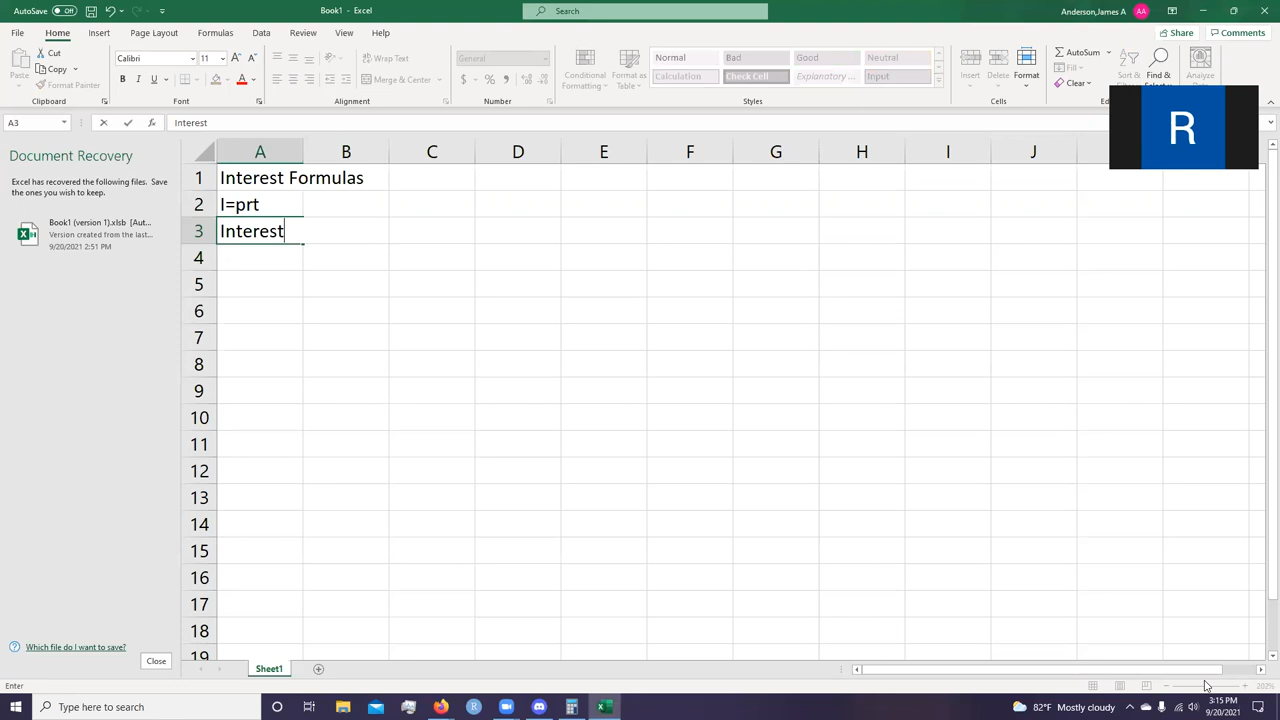 AutoSave Off
Book1 - Excel
Search
Anderson,James A AA
File Home Insert Page Layout Formulas Data Review View Help
Share Comments
Paste Cut Copy Format Painter Clipboard
Calibri 11 Font
Wrap Text Merge & Center Alignment
General Number
Conditional Formatting Format as Table
Normal Bad Good Neutral
Calculation Check Cell Explanatory ... Input
Styles
Insert Delete Format Cells
AutoSum Fill Clear
Sort & Find & Analyze
R
A3 fx Interest
Document Recovery
Excel has recovered the following files. Save
the ones you wish to keep.
Book1 (version 1).xlsb [Aut...
Version created from the last...
9/20/2021 2:51 PM
A B C D E F G H I J
1 Interest Formulas
2 I=prt
3 Interest
4
5
6
7
8
9
10
11
12
13
14
15
16
17
18
19
Which file do I want to save?
Close
Sheet1
Enter
202%
Type here to search
82°F Mostly cloudy
3:15 PM
9/20/2021